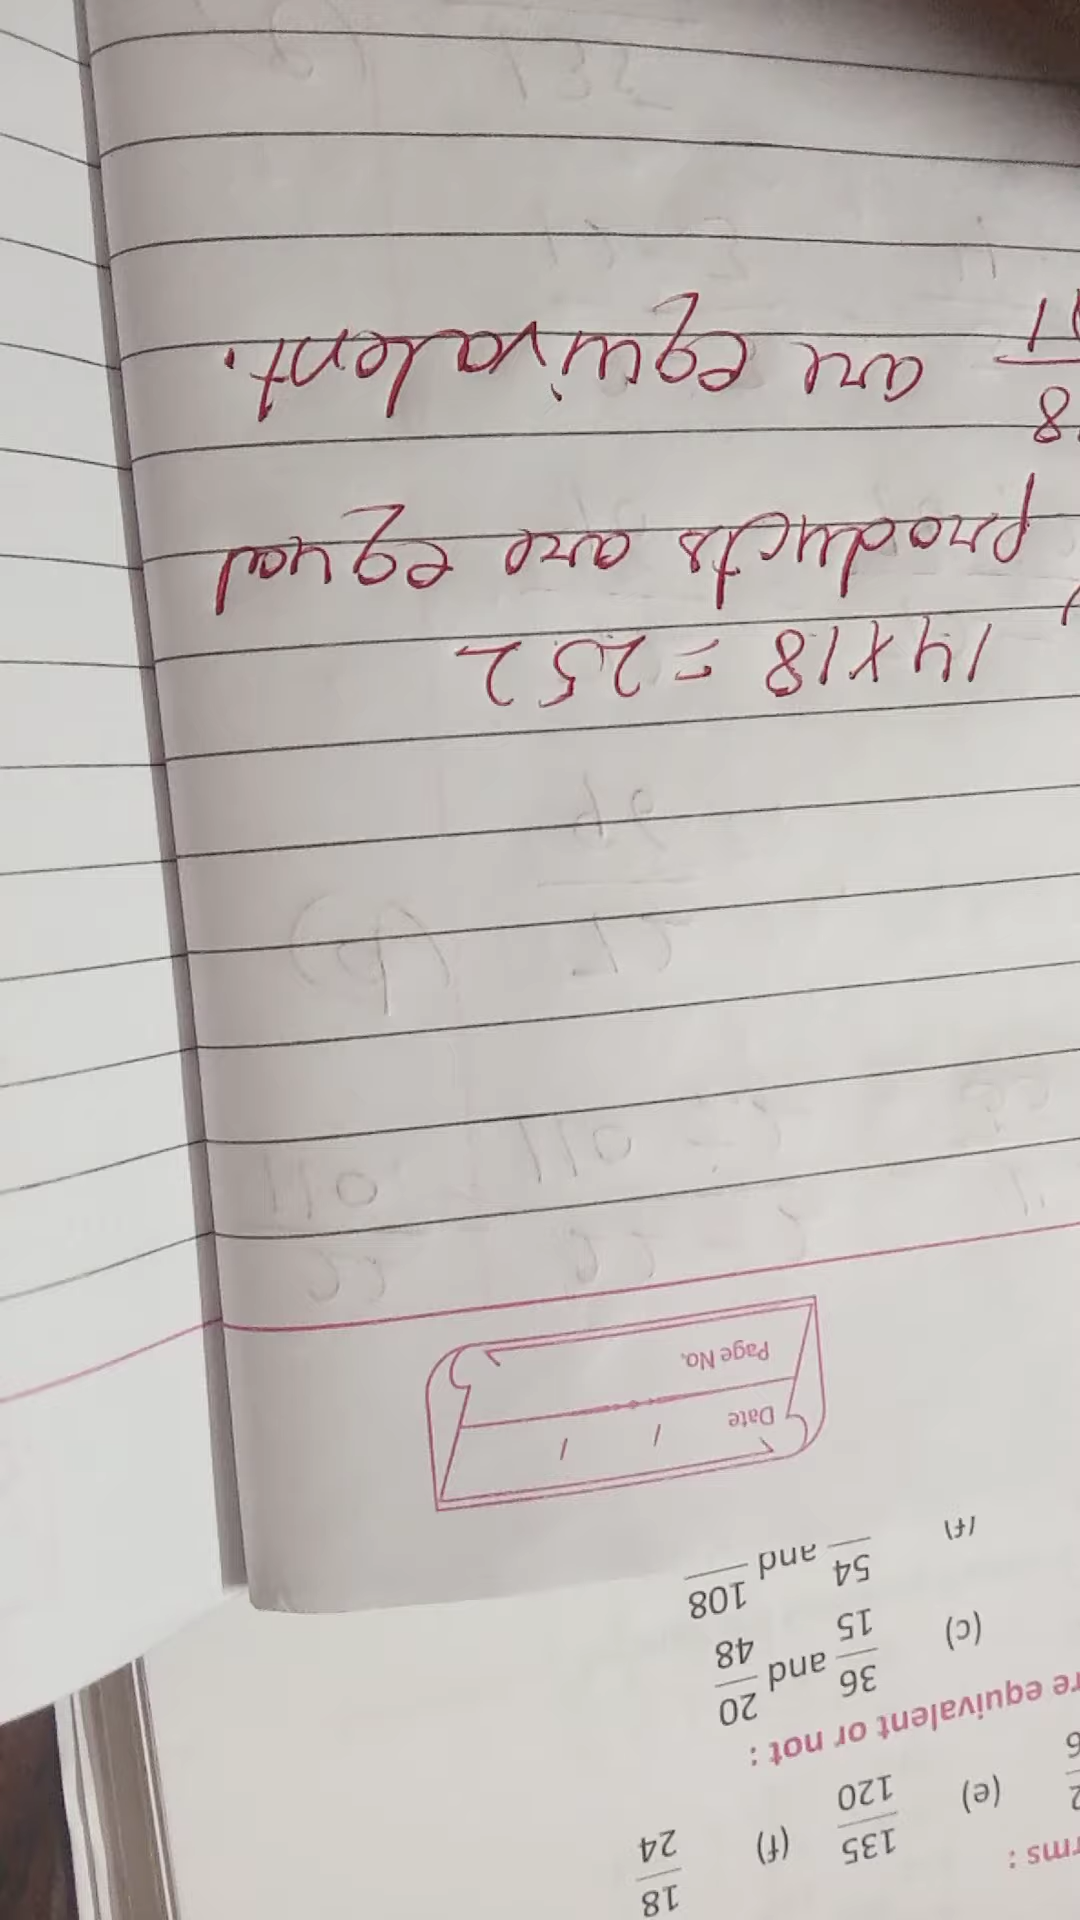 rms :
(e) 135/120 (f) 18/24
re equivalent or not :
(c) 36/15 and 20/48
(f) 54 and 108
Date / /
Page No.
14 × 18 = 252
products are equal
8 are equivalent.